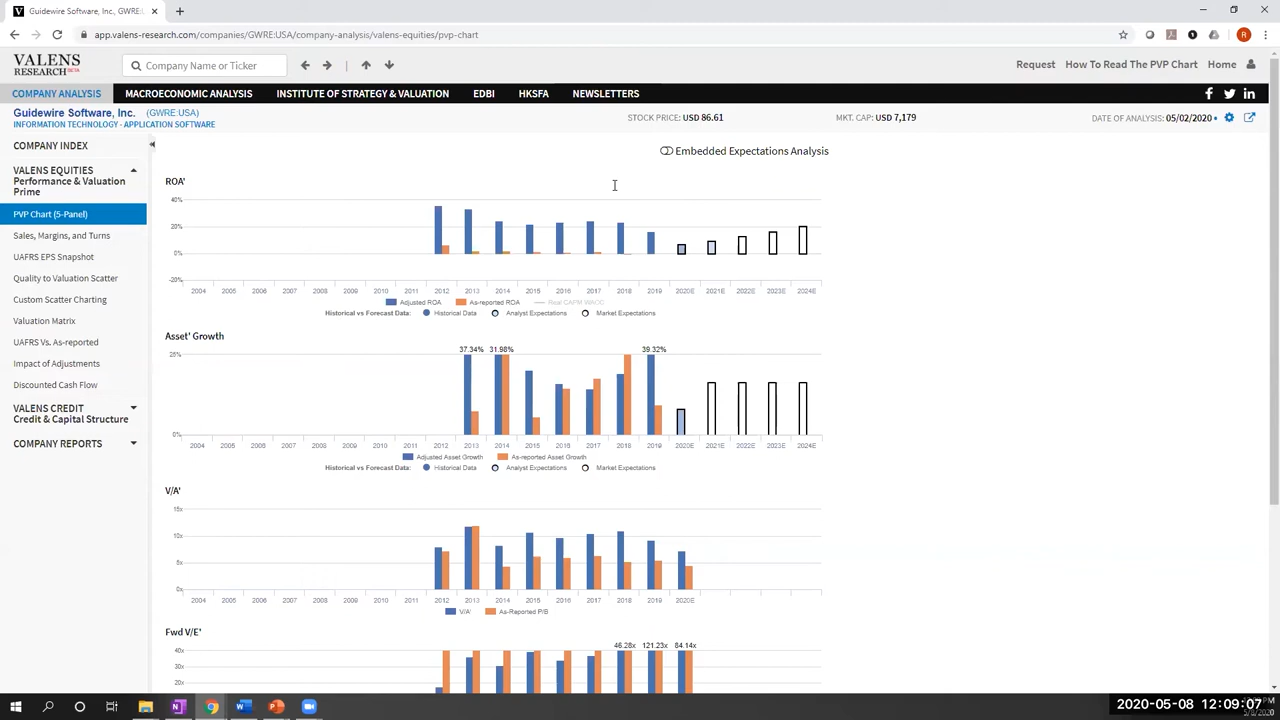 Guidewire Software, Inc., GWRE:U
app.valens-research.com/companies/GWRE:USA/company-analysis/valens-equities/pvp-chart
R
VALENS
RESEARCH BETA
Company Name or Ticker
Request How To Read The PVP Chart Home
COMPANY ANALYSIS MACROECONOMIC ANALYSIS INSTITUTE OF STRATEGY & VALUATION EDBI HKSFA NEWSLETTERS
Guidewire Software, Inc. (GWRE:USA)
INFORMATION TECHNOLOGY - APPLICATION SOFTWARE
STOCK PRICE: USD 86.61 MKT. CAP: USD 7,179 DATE OF ANALYSIS: 05/02/2020
COMPANY INDEX
VALENS EQUITIES
Performance & Valuation
Prime
PVP Chart (5-Panel)
Sales, Margins, and Turns
UAFRS EPS Snapshot
Quality to Valuation Scatter
Custom Scatter Charting
Valuation Matrix
UAFRS Vs. As-reported
Impact of Adjustments
Discounted Cash Flow
VALENS CREDIT
Credit & Capital Structure
COMPANY REPORTS
Embedded Expectations Analysis
ROA'
40%
20%
0%
-20%
2004 2005 2006 2007 2008 2009 2010 2011 2012 2013 2014 2015 2016 2017 2018 2019 2020E 2021E 2022E 2023E 2024E
Adjusted ROA As-reported ROA Real CAPM WACC
Historical vs Forecast Data: Historical Data Analyst Expectations Market Expectations
Asset' Growth
37.34% 31.98% 39.32%
25%
0%
2004 2005 2006 2007 2008 2009 2010 2011 2012 2013 2014 2015 2016 2017 2018 2019 2020E 2021E 2022E 2023E 2024E
Adjusted Asset Growth As-reported Asset Growth
Historical vs Forecast Data: Historical Data Analyst Expectations Market Expectations
V/A'
15x
10x
5x
0x
2004 2005 2006 2007 2008 2009 2010 2011 2012 2013 2014 2015 2016 2017 2018 2019 2020E
V/A' As-Reported P/B
Fwd V/E'
46.28x 121.23x 84.14x
40x
30x
20x
2020-05-08 12:09:07